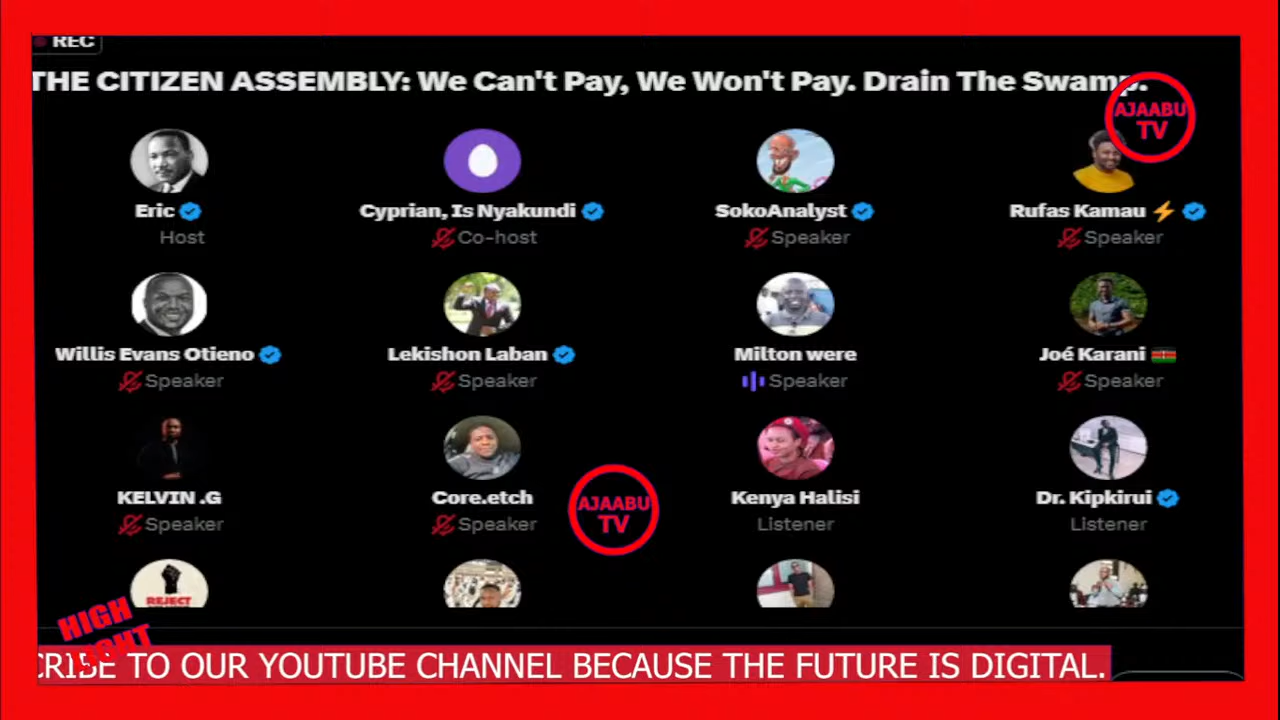 REC
THE CITIZEN ASSEMBLY: We Can't Pay, We Won't Pay. Drain The Swamp.
AJAABU
TV
Eric
Host
Cyprian, Is Nyakundi
Co-host
SokoAnalyst
Speaker
Rufas Kamau ⚡
Speaker
Willis Evans Otieno
Speaker
Lekishon Laban
Speaker
Milton were
Speaker
Joé Karani 🇰🇪
Speaker
KELVIN .G
Speaker
Core.etch
Speaker
AJAABU
TV
Kenya Halisi
Listener
Dr. Kipkirui
Listener
REJECT
HIGH
CRIBE TO OUR YOUTUBE CHANNEL BECAUSE THE FUTURE IS DIGITAL.